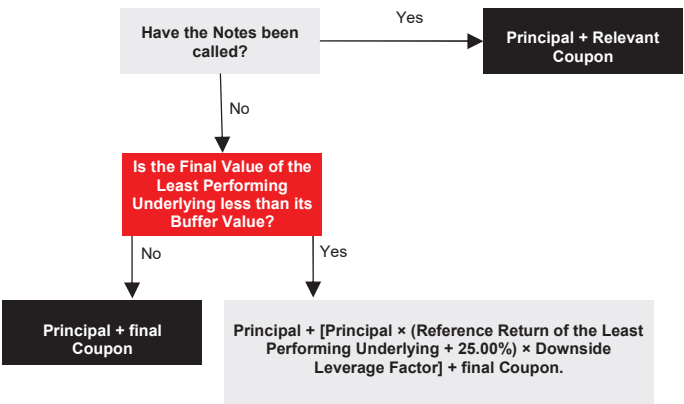 Have the Notes been
called?
Yes
Principal + Relevant
Coupon
No
Is the Final Value of the
Least Performing
Underlying less than its
Buffer Value?
No
Yes
Principal + final
Coupon
Principal + [Principal × (Reference Return of the Least
Performing Underlying + 25.00%) × Downside
Leverage Factor] + final Coupon.